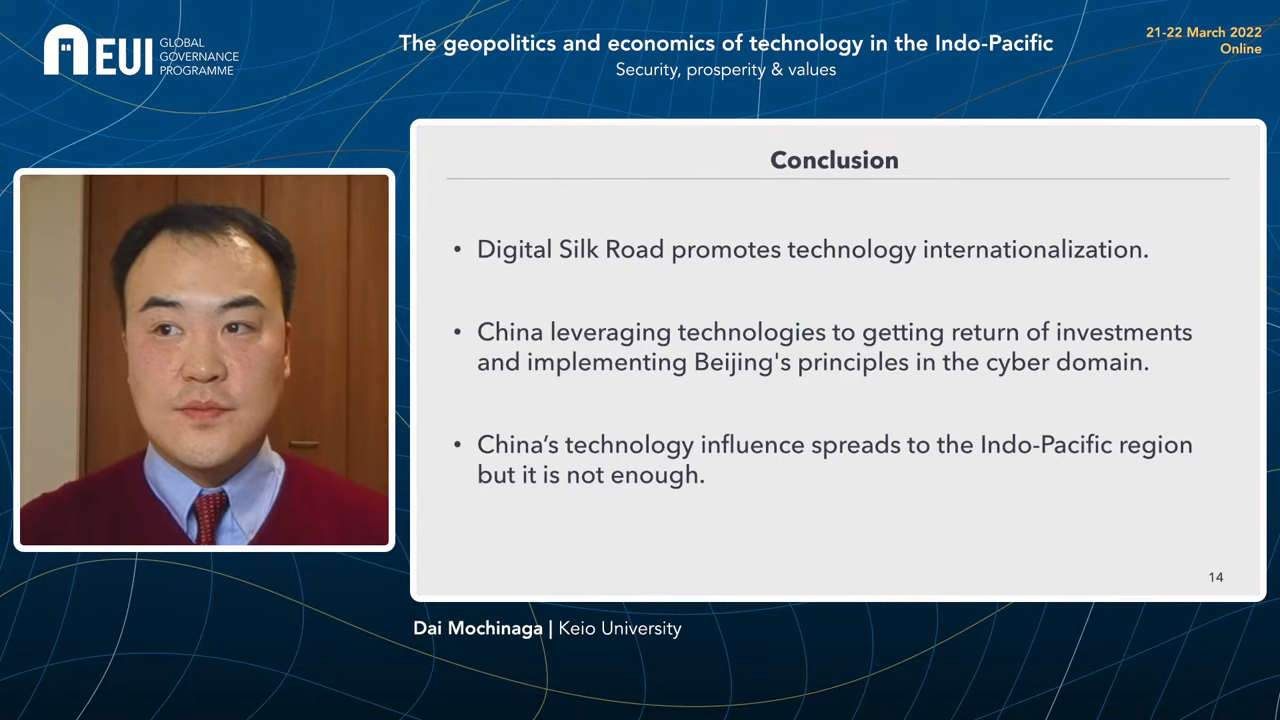 EUI
GLOBAL
GOVERNANCE
PROGRAMME
The geopolitics and economics of technology in the Indo-Pacific
Security, prosperity & values
21-22 March 2022
Online
Conclusion
• Digital Silk Road promotes technology internationalization.
• China leveraging technologies to getting return of investments
and implementing Beijing's principles in the cyber domain.
• China’s technology influence spreads to the Indo-Pacific region
but it is not enough.
14
Dai Mochinaga | Keio University